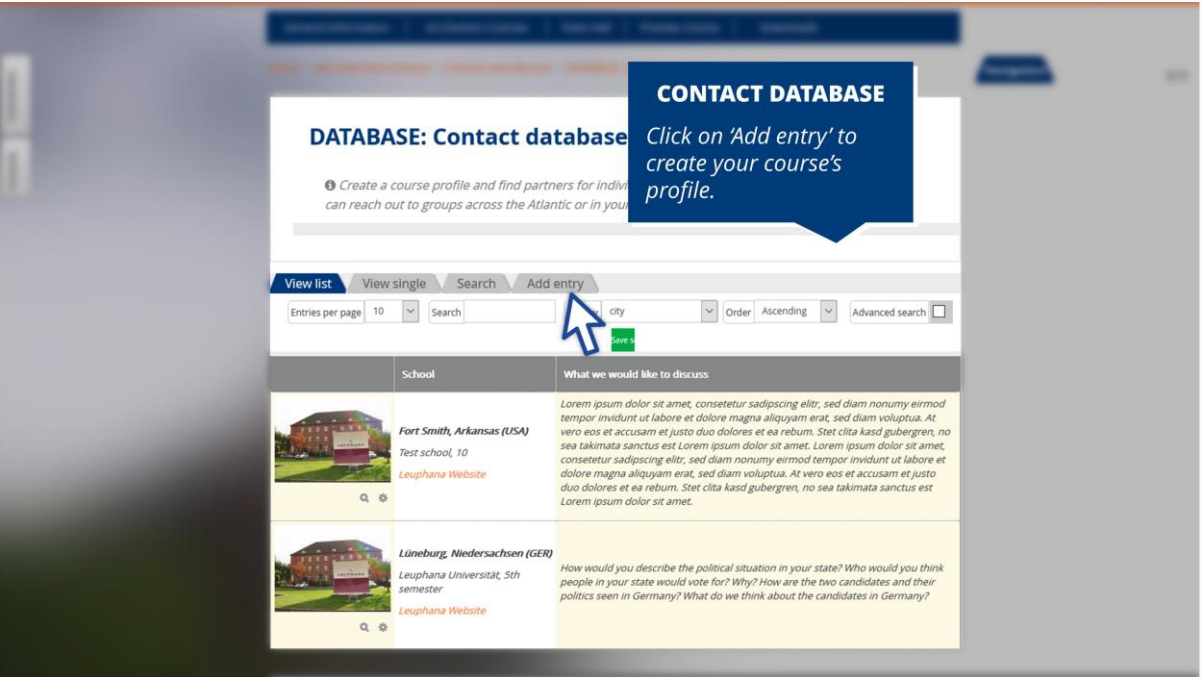 CONTACT DATABASE
Click on ‘Add entry’ to
create your course’s
profile.
DATABASE: Contact database
Create a course profile and find partners for
can reach out to groups across the Atlantic or in
View list View single Search Add entry
Entries per page 10 Search city Order Ascending Advanced search
Save
School What we would like to discuss
Fort Smith, Arkansas (USA)
Test school, 10
Leuphana Website
Lorem ipsum dolor sit amet, consetetur sadipscing elitr, sed diam nonumy eirmod
tempor invidunt ut labore et dolore magna aliquyam erat, sed diam voluptua. At
vero eos et accusam et justo duo dolores et ea rebum. Stet clita kasd gubergren, no
sea takimata sanctus est Lorem ipsum dolor sit amet. Lorem ipsum dolor sit amet,
consetetur sadipscing elitr, sed diam nonumy eirmod tempor invidunt ut labore et
dolore magna aliquyam erat, sed diam voluptua. At vero eos et accusam et justo
duo dolores et ea rebum. Stet clita kasd gubergren, no sea takimata sanctus est
Lorem ipsum dolor sit amet.
Lüneburg, Niedersachsen (GER)
Leuphana Universität, 5th
semester
Leuphana Website
How would you describe the political situation in your state? Who would you think
people in your state would vote for? Why? How are the two candidates and their
politics seen in Germany? What do we think about the candidates in Germany?